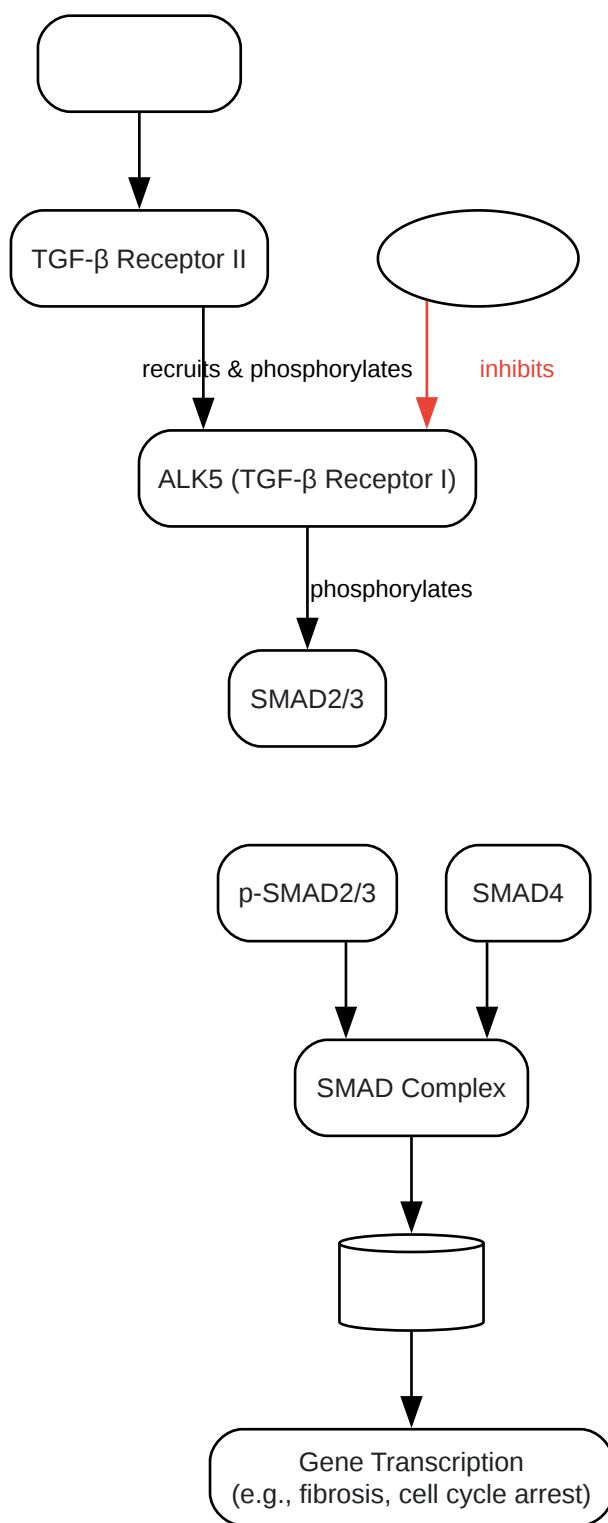 TGF-β Receptor II
recruits & phosphorylates
inhibits
ALK5 (TGF-β Receptor I)
phosphorylates
SMAD2/3
p-SMAD2/3
SMAD4
SMAD Complex
Gene Transcription
(e.g., fibrosis, cell cycle arrest)